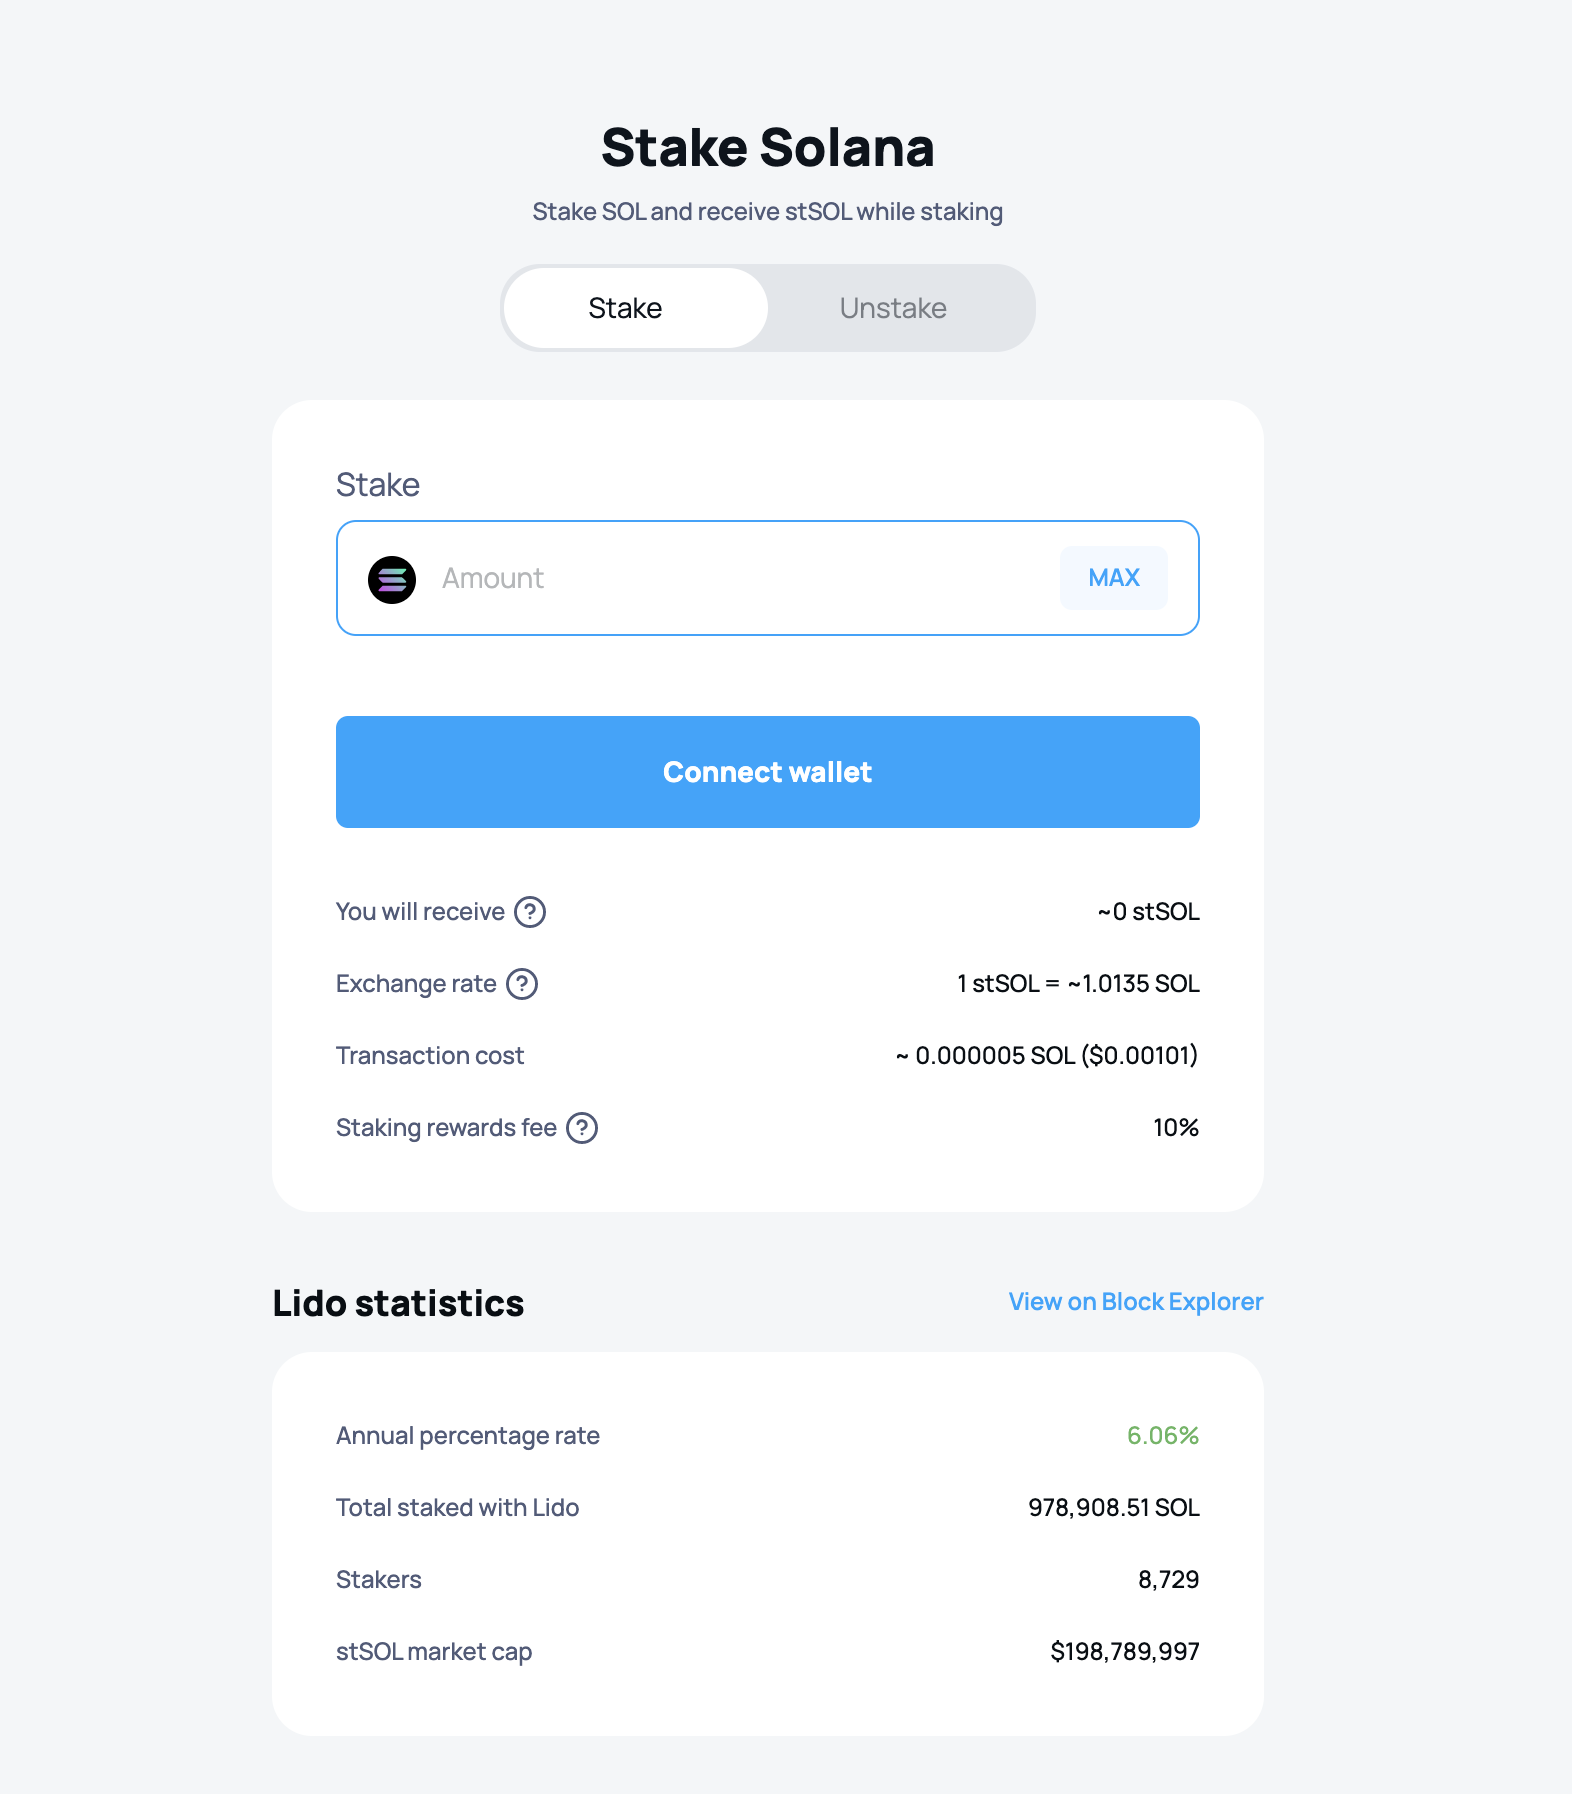 Stake Solana
Stake SOL and receive stSOL while staking
Stake Unstake
Stake
Amount MAX
Connect wallet
You will receive ? ~0 stSOL
Exchange rate ? 1 stSOL = ~1.0135 SOL
Transaction cost ~ 0.000005 SOL ($0.00101)
Staking rewards fee ? 10%
Lido statistics View on Block Explorer
Annual percentage rate 6.06%
Total staked with Lido 978,908.51 SOL
Stakers 8,729
stSOL market cap $198,789,997